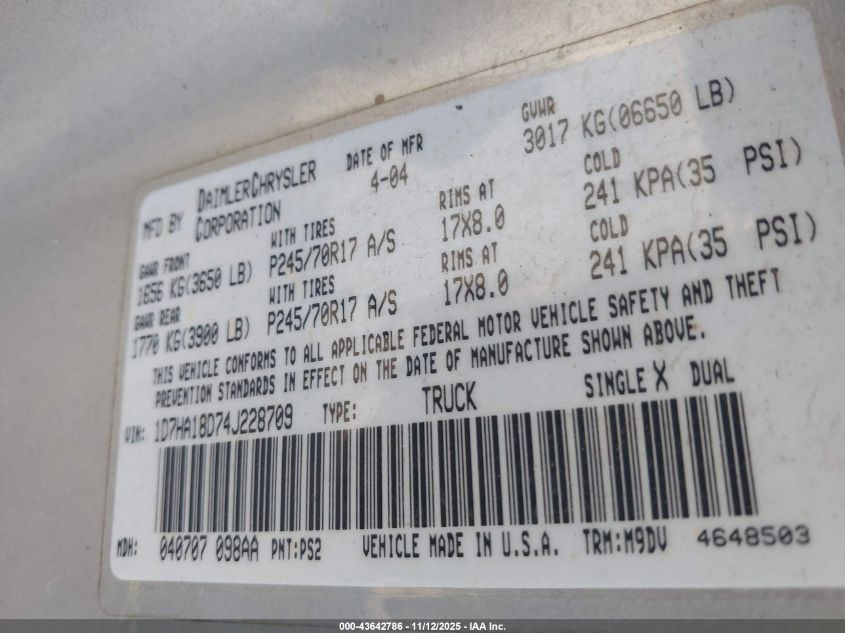 MFD BY DAIMLERCHRYSLER CORPORATION DATE OF MFR 4-04 GVWR 3017 KG(06650 LB)
GAWR FRONT WITH TIRES RIMS AT COLD
1656 KG(3650 LB) P245/70R17 A/S 17X8.0 241 KPA(35 PSI)
GAWR REAR WITH TIRES RIMS AT COLD
1770 KG(3900 LB) P245/70R17 A/S 17X8.0 241 KPA(35 PSI)
THIS VEHICLE CONFORMS TO ALL APPLICABLE FEDERAL MOTOR VEHICLE SAFETY AND THEFT
PREVENTION STANDARDS IN EFFECT ON THE DATE OF MANUFACTURE SHOWN ABOVE.
VIN: 1D7HA18D74J228709 TYPE: TRUCK SINGLE X DUAL
MDH: 040707 098AA PNT:PS2 VEHICLE MADE IN U.S.A. TRM:M9DV 4648503
000-43642786 - 11/12/2025 - IAA Inc.